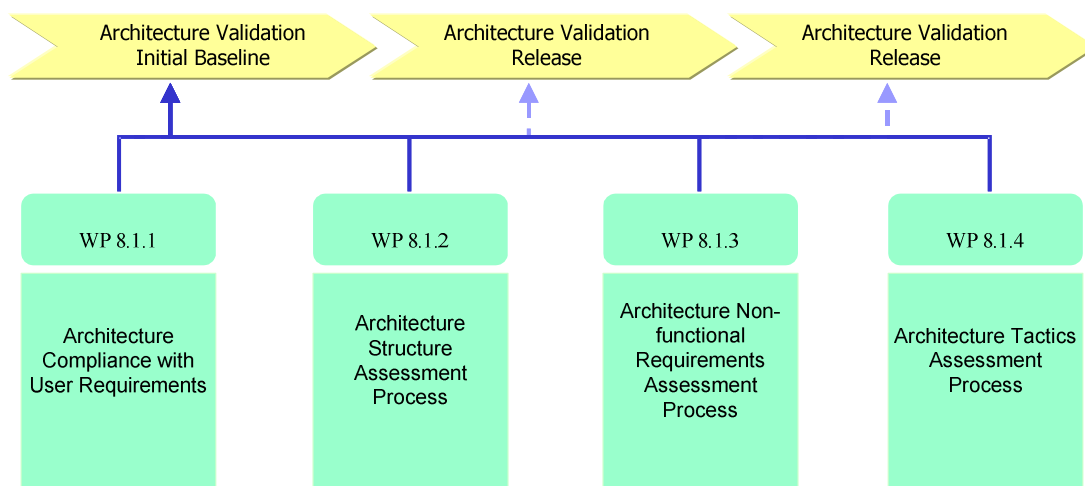 Architecture Validation
Initial Baseline
Architecture Validation
Release
Architecture Validation
Release
WP 8.1.1
WP 8.1.2
WP 8.1.3
WP 8.1.4
Architecture
Compliance with
User Requirements
Architecture
Structure
Assessment
Process
Architecture Non-
functional
Requirements
Assessment
Process
Architecture Tactics
Assessment
Process